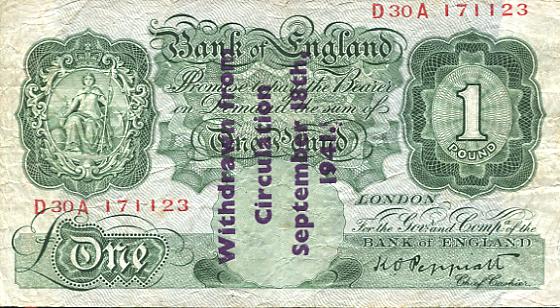 D30A 171123
Bank of England
Promise to pay the Bearer
on Demand the sum of
One Pound
1
POUND
Withdrawn from
Circulation
September 18th,
1941.
D30A 171123
LONDON
For the Govr. and Compa. of the
BANK OF ENGLAND
K O Peppiatt
Chief Cashier.
£ One